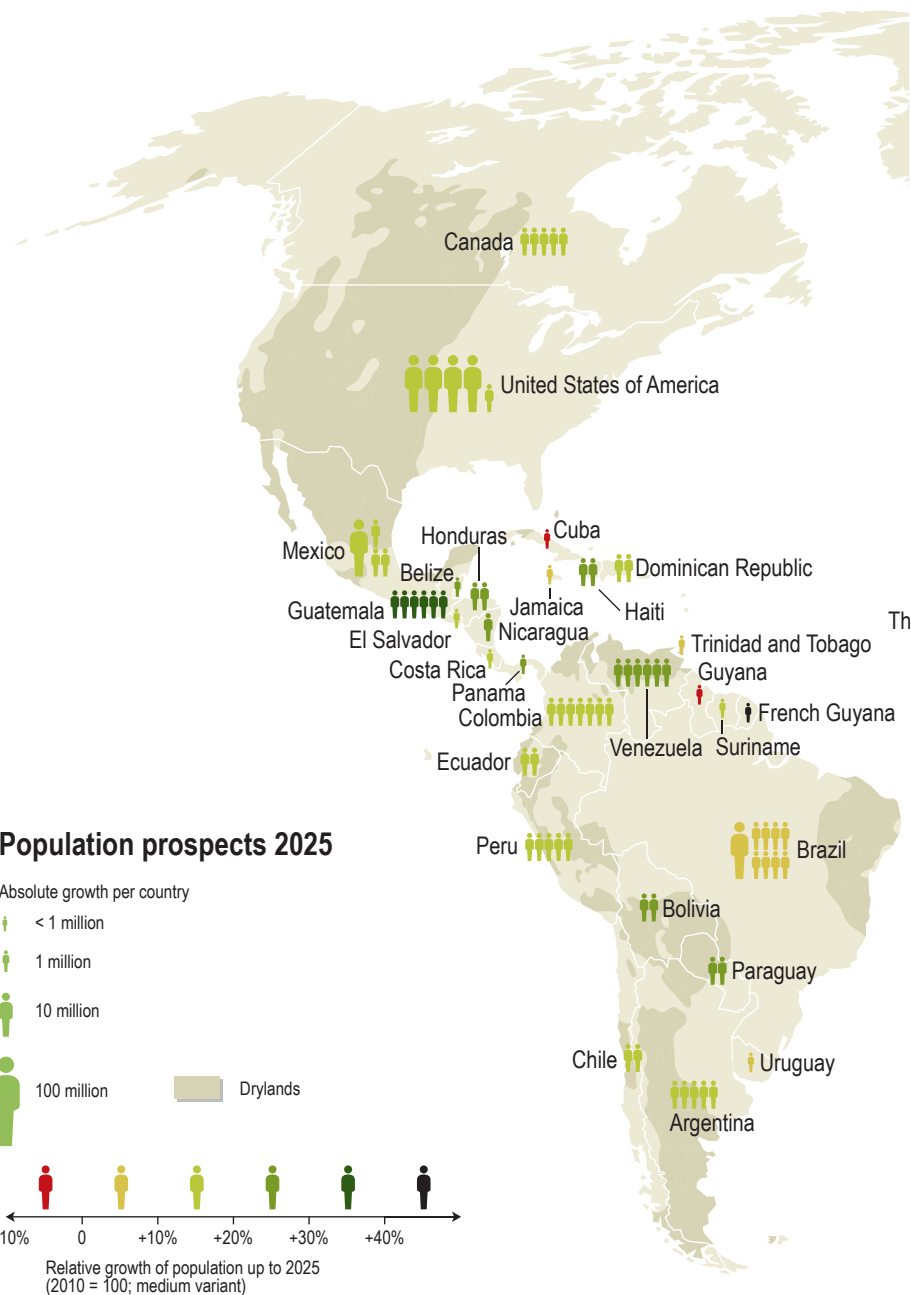 Canada
United States of America
Mexico
Honduras
Cuba
Belize
Dominican Republic
Guatemala
Jamaica
Haiti
El Salvador
Nicaragua
Th
Costa Rica
Trinidad and Tobago
Panama
Guyana
Colombia
French Guyana
Venezuela
Suriname
Ecuador
Peru
Brazil
Bolivia
Paraguay
Chile
Uruguay
Argentina
Population prospects 2025
Absolute growth per country
< 1 million
1 million
10 million
100 million
Drylands
10% 0 +10% +20% +30% +40%
Relative growth of population up to 2025
(2010 = 100; medium variant)